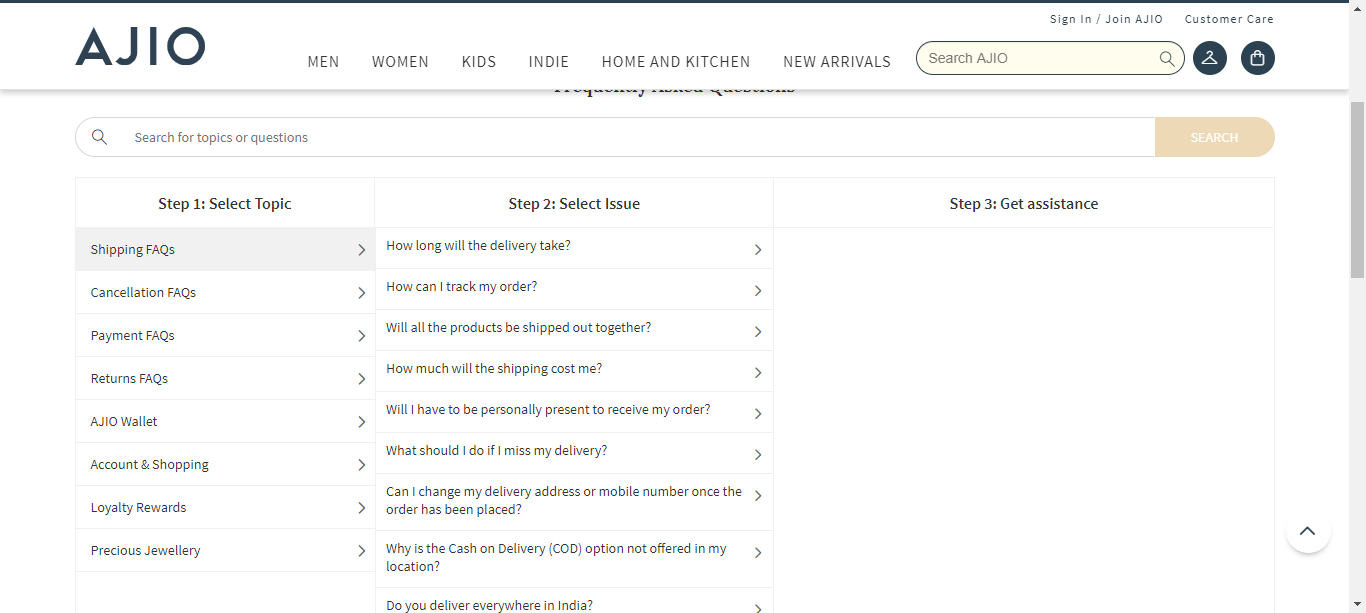 Sign In / Join AJIO
Customer Care
AJIO
MEN
WOMEN
KIDS
INDIE
HOME AND KITCHEN
NEW ARRIVALS
Search AJIO
Frequently Asked Questions
Search for topics or questions
SEARCH
Step 1: Select Topic
Step 2: Select Issue
Step 3: Get assistance
Shipping FAQs
Cancellation FAQs
Payment FAQs
Returns FAQs
AJIO Wallet
Account & Shopping
Loyalty Rewards
Precious Jewellery
How long will the delivery take?
How can I track my order?
Will all the products be shipped out together?
How much will the shipping cost me?
Will I have to be personally present to receive my order?
What should I do if I miss my delivery?
Can I change my delivery address or mobile number once the
order has been placed?
Why is the Cash on Delivery (COD) option not offered in my
location?
Do you deliver everywhere in India?